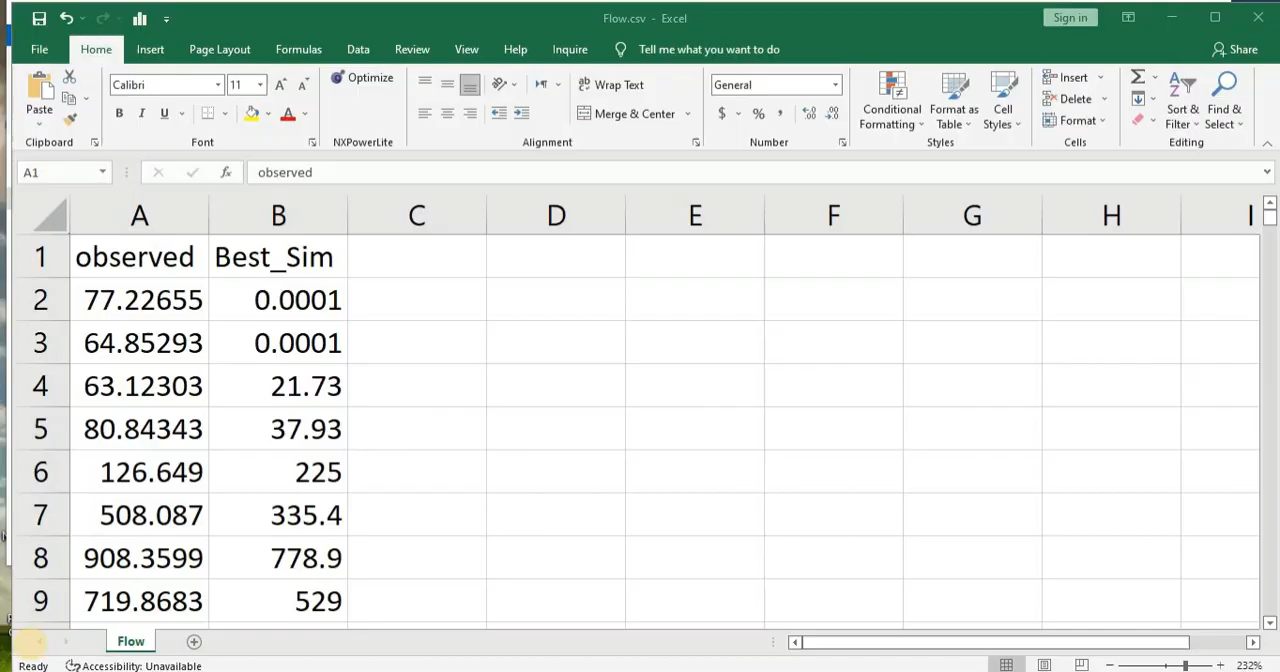 Flow.csv - Excel
Sign in
File Home Insert Page Layout Formulas Data Review View Help Inquire Tell me what you want to do Share
Paste
Clipboard
Calibri 11
B I U
Font
Optimize
NXPowerLite
Wrap Text
Merge & Center
Alignment
General
$ % ,
Number
Conditional Formatting
Format as Table
Cell Styles
Styles
Insert
Delete
Format
Cells
Sort & Filter
Find & Select
Editing
A1 fx observed
A B C D E F G H I
1 observed Best_Sim
2 77.22655 0.0001
3 64.85293 0.0001
4 63.12303 21.73
5 80.84343 37.93
6 126.649 225
7 508.087 335.4
8 908.3599 778.9
9 719.8683 529
Flow
Ready Accessibility: Unavailable 232%